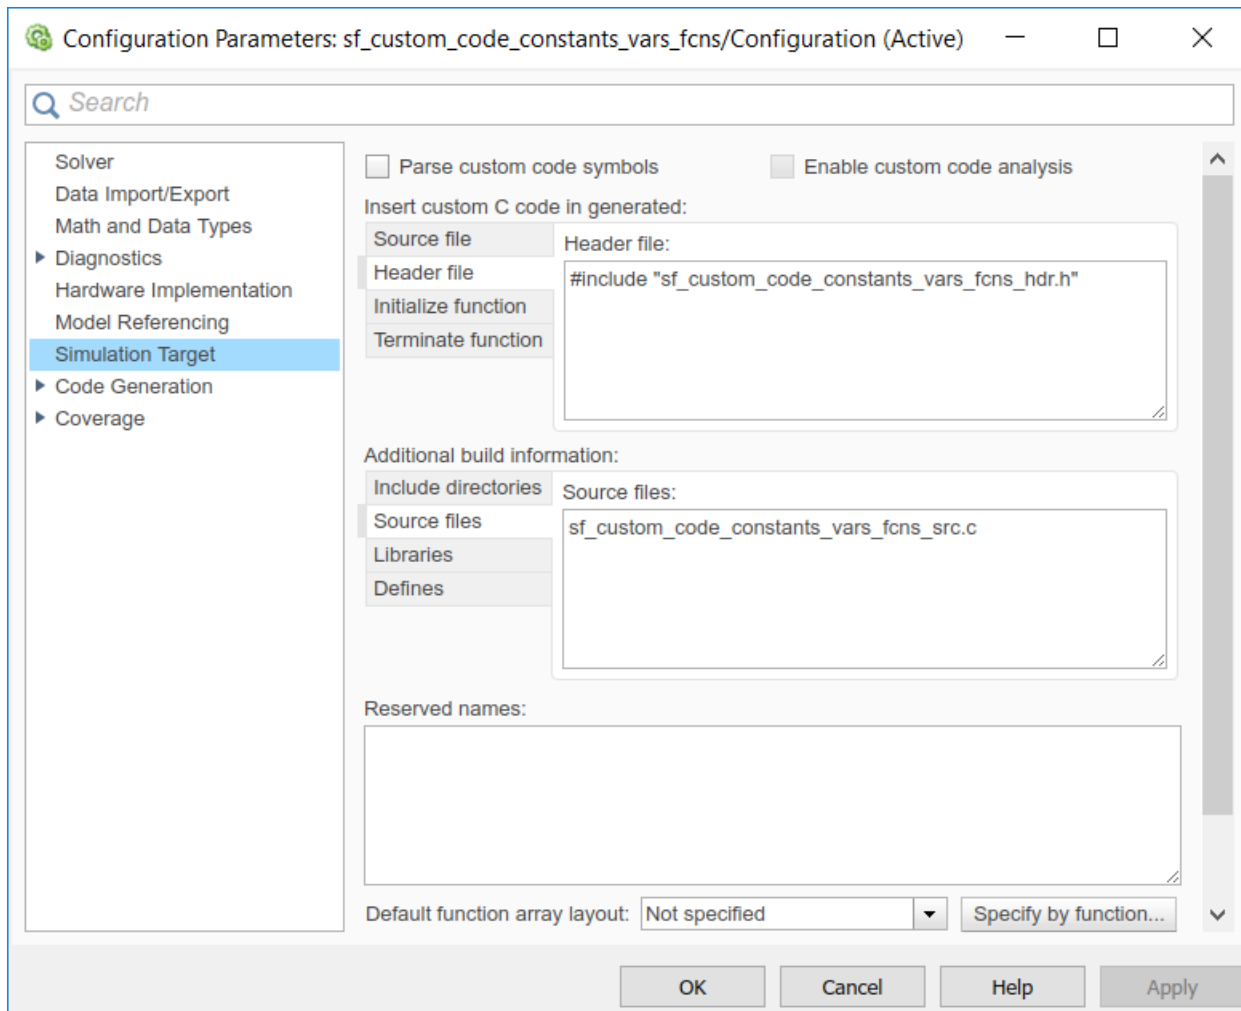 Configuration Parameters: sf_custom_code_constants_vars_fcns/Configuration (Active)
Search
Solver
Data Import/Export
Math and Data Types
Diagnostics
Hardware Implementation
Model Referencing
Simulation Target
Code Generation
Coverage
Parse custom code symbols
Enable custom code analysis
Insert custom C code in generated:
Source file
Header file
Initialize function
Terminate function
Header file:
#include "sf_custom_code_constants_vars_fcns_hdr.h"
Additional build information:
Include directories
Source files
Libraries
Defines
Source files:
sf_custom_code_constants_vars_fcns_src.c
Reserved names:
Default function array layout:
Not specified
Specify by function...
OK
Cancel
Help
Apply